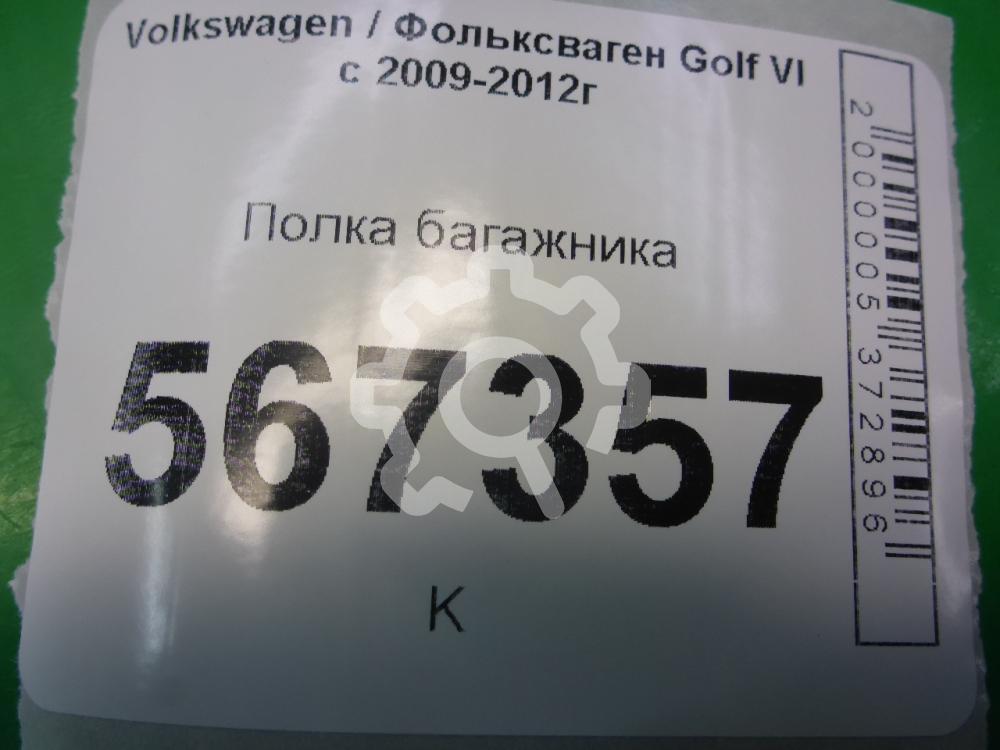 Volkswagen / Фольксваген Golf VI
с 2009-2012г
Полка багажника
567357
К
2000005372896